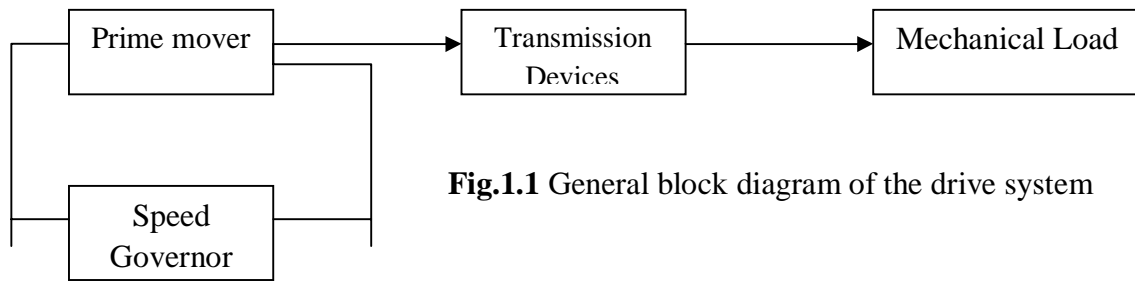 Prime mover
Transmission
Devices
Mechanical Load
Fig.1.1 General block diagram of the drive system
Speed
Governor